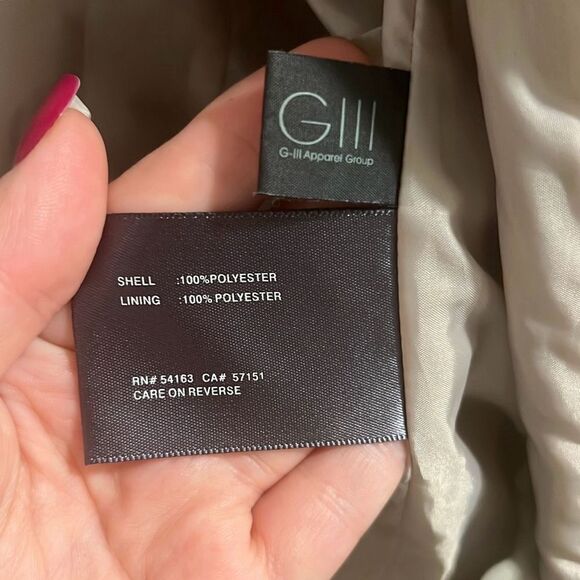 GIII
G-III Apparel Group
SHELL :100%POLYESTER
LINING :100% POLYESTER
RN# 54163 CA# 57151
CARE ON REVERSE